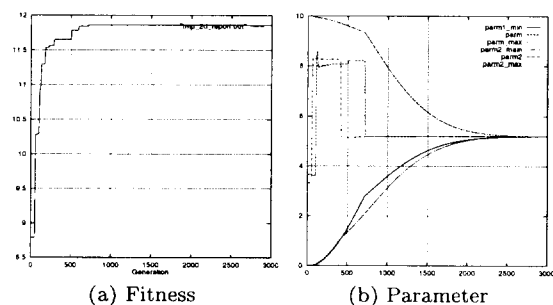 12
11.5
11
10.5
10
9.5
9
8.5
0 500 1000 1500 2000 2500 3000
Generation
(a) Fitness
10
8
6
4
2
0
parm1_min
parm
parm_max
parm2_main
parm2
parm2_max
0 500 1000 1500 2000 2500 3000
(b) Parameter